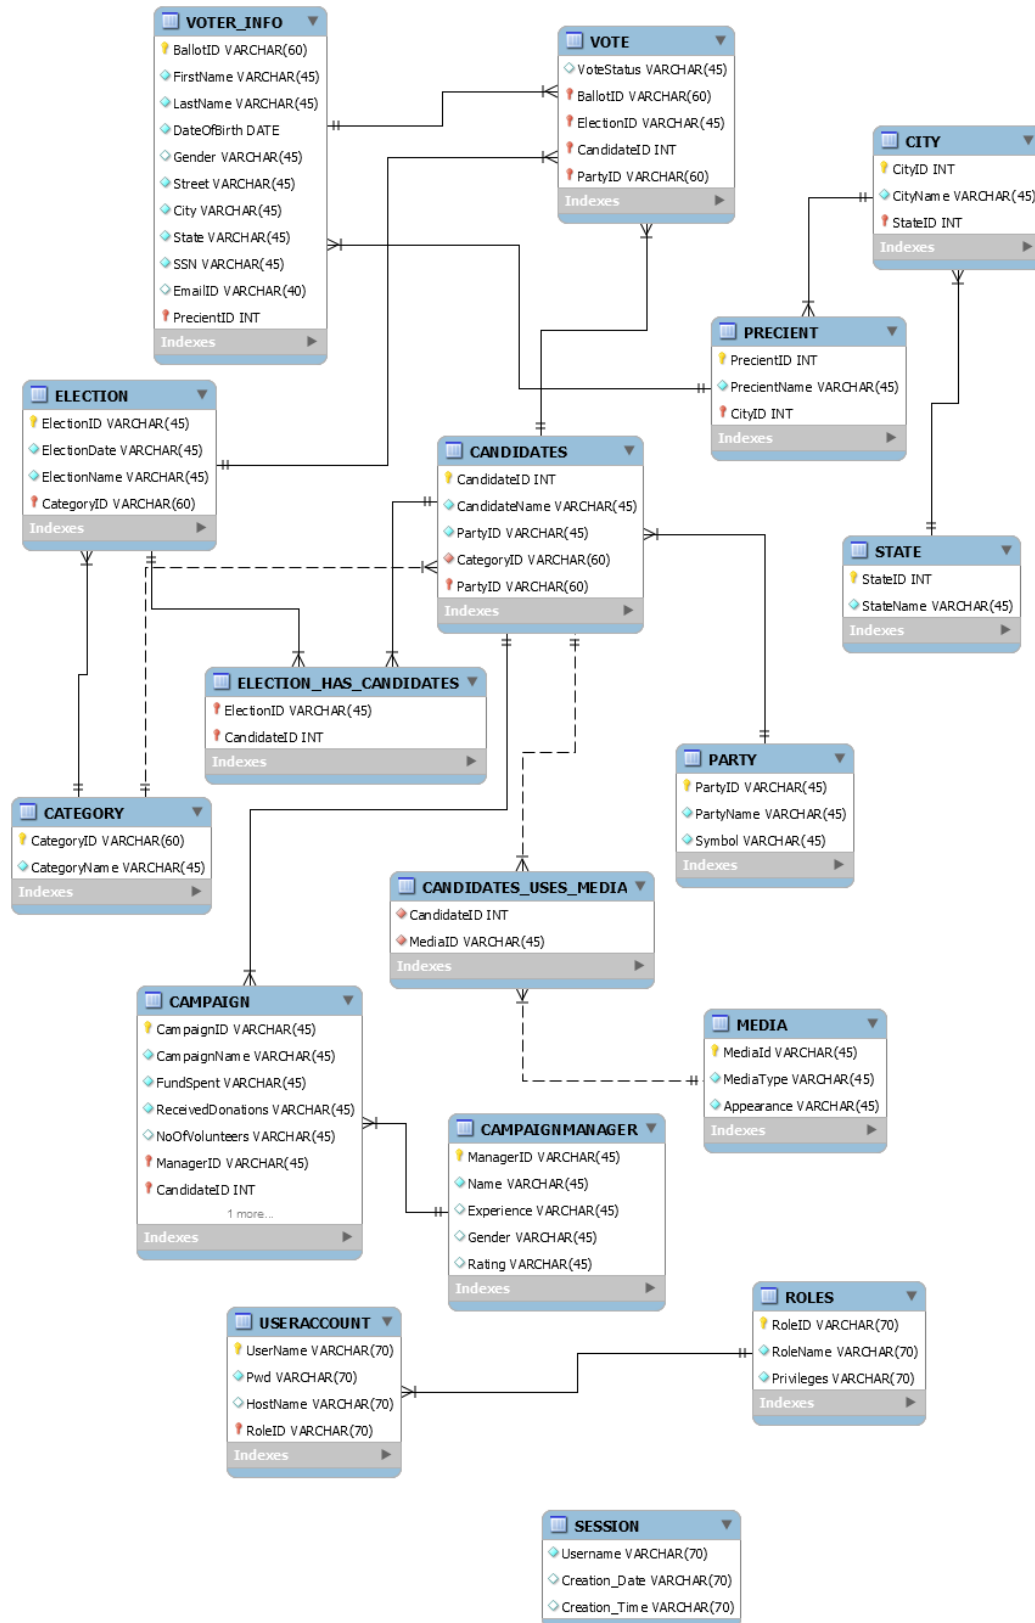 VOTER_INFO
BallotID VARCHAR(60)
FirstName VARCHAR(45)
LastName VARCHAR(45)
DateOfBirth DATE
Gender VARCHAR(45)
Street VARCHAR(45)
City VARCHAR(45)
State VARCHAR(45)
SSN VARCHAR(45)
EmailID VARCHAR(40)
PrecientID INT
Indexes
VOTE
VoteStatus VARCHAR(45)
BallotID VARCHAR(60)
ElectionID VARCHAR(45)
CandidateID INT
PartyID VARCHAR(60)
Indexes
CITY
CityID INT
CityName VARCHAR(45)
StateID INT
Indexes
PRECIENT
PrecientID INT
PrecientName VARCHAR(45)
CityID INT
Indexes
ELECTION
ElectionID VARCHAR(45)
ElectionDate VARCHAR(45)
ElectionName VARCHAR(45)
CategoryID VARCHAR(60)
Indexes
CANDIDATES
CandidateID INT
CandidateName VARCHAR(45)
PartyID VARCHAR(45)
CategoryID VARCHAR(60)
PartyID VARCHAR(60)
Indexes
STATE
StateID INT
StateName VARCHAR(45)
Indexes
ELECTION_HAS_CANDIDATES
ElectionID VARCHAR(45)
CandidateID INT
Indexes
PARTY
PartyID VARCHAR(45)
PartyName VARCHAR(45)
Symbol VARCHAR(45)
Indexes
CATEGORY
CategoryID VARCHAR(60)
CategoryName VARCHAR(45)
Indexes
CANDIDATES_USES_MEDIA
CandidateID INT
MediaID VARCHAR(45)
Indexes
CAMPAIGN
CampaignID VARCHAR(45)
CampaignName VARCHAR(45)
FundSpent VARCHAR(45)
ReceivedDonations VARCHAR(45)
NoOfVolunteers VARCHAR(45)
ManagerID VARCHAR(45)
CandidateID INT
1 more...
Indexes
MEDIA
MediaId VARCHAR(45)
MediaType VARCHAR(45)
Appearance VARCHAR(45)
Indexes
CAMPAIGNMANAGER
ManagerID VARCHAR(45)
Name VARCHAR(45)
Experience VARCHAR(45)
Gender VARCHAR(45)
Rating VARCHAR(45)
Indexes
USERACCOUNT
UserName VARCHAR(70)
Pwd VARCHAR(70)
HostName VARCHAR(70)
RoleID VARCHAR(70)
Indexes
ROLES
RoleID VARCHAR(70)
RoleName VARCHAR(70)
Privileges VARCHAR(70)
Indexes
SESSION
Username VARCHAR(70)
Creation_Date VARCHAR(70)
Creation_Time VARCHAR(70)